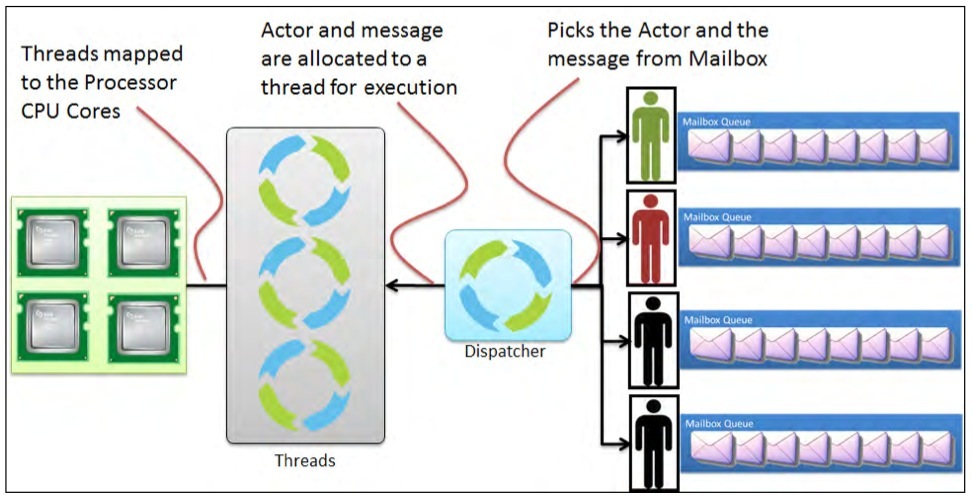 Threads mapped
to the Processor
CPU Cores
Actor and message
are allocated to a
thread for execution
Picks the Actor and the
message from Mailbox
Mailbox Queue
Mailbox Queue
Mailbox Queue
Mailbox Queue
Dispatcher
Threads